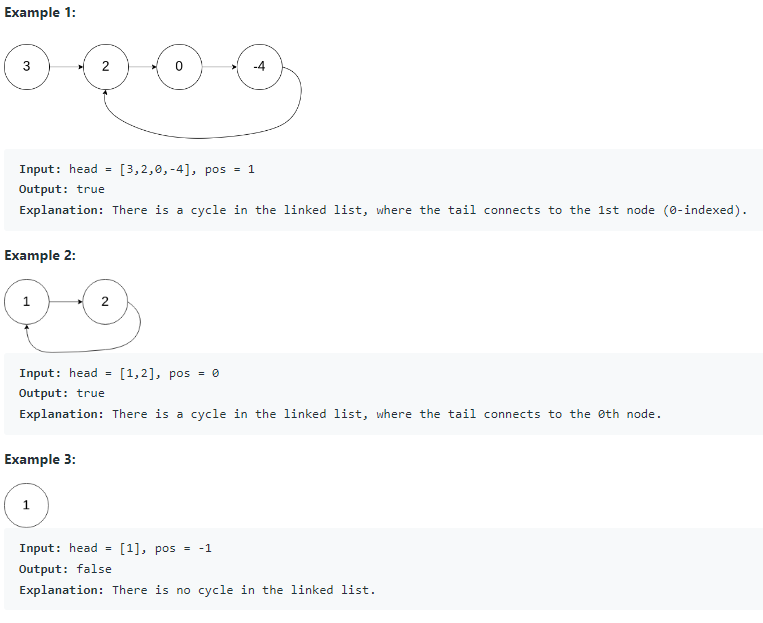 Example 1:
3 2 0 -4
Input: head = [3,2,0,-4], pos = 1
Output: true
Explanation: There is a cycle in the linked list, where the tail connects to the 1st node (0-indexed).
Example 2:
1 2
Input: head = [1,2], pos = 0
Output: true
Explanation: There is a cycle in the linked list, where the tail connects to the 0th node.
Example 3:
1
Input: head = [1], pos = -1
Output: false
Explanation: There is no cycle in the linked list.